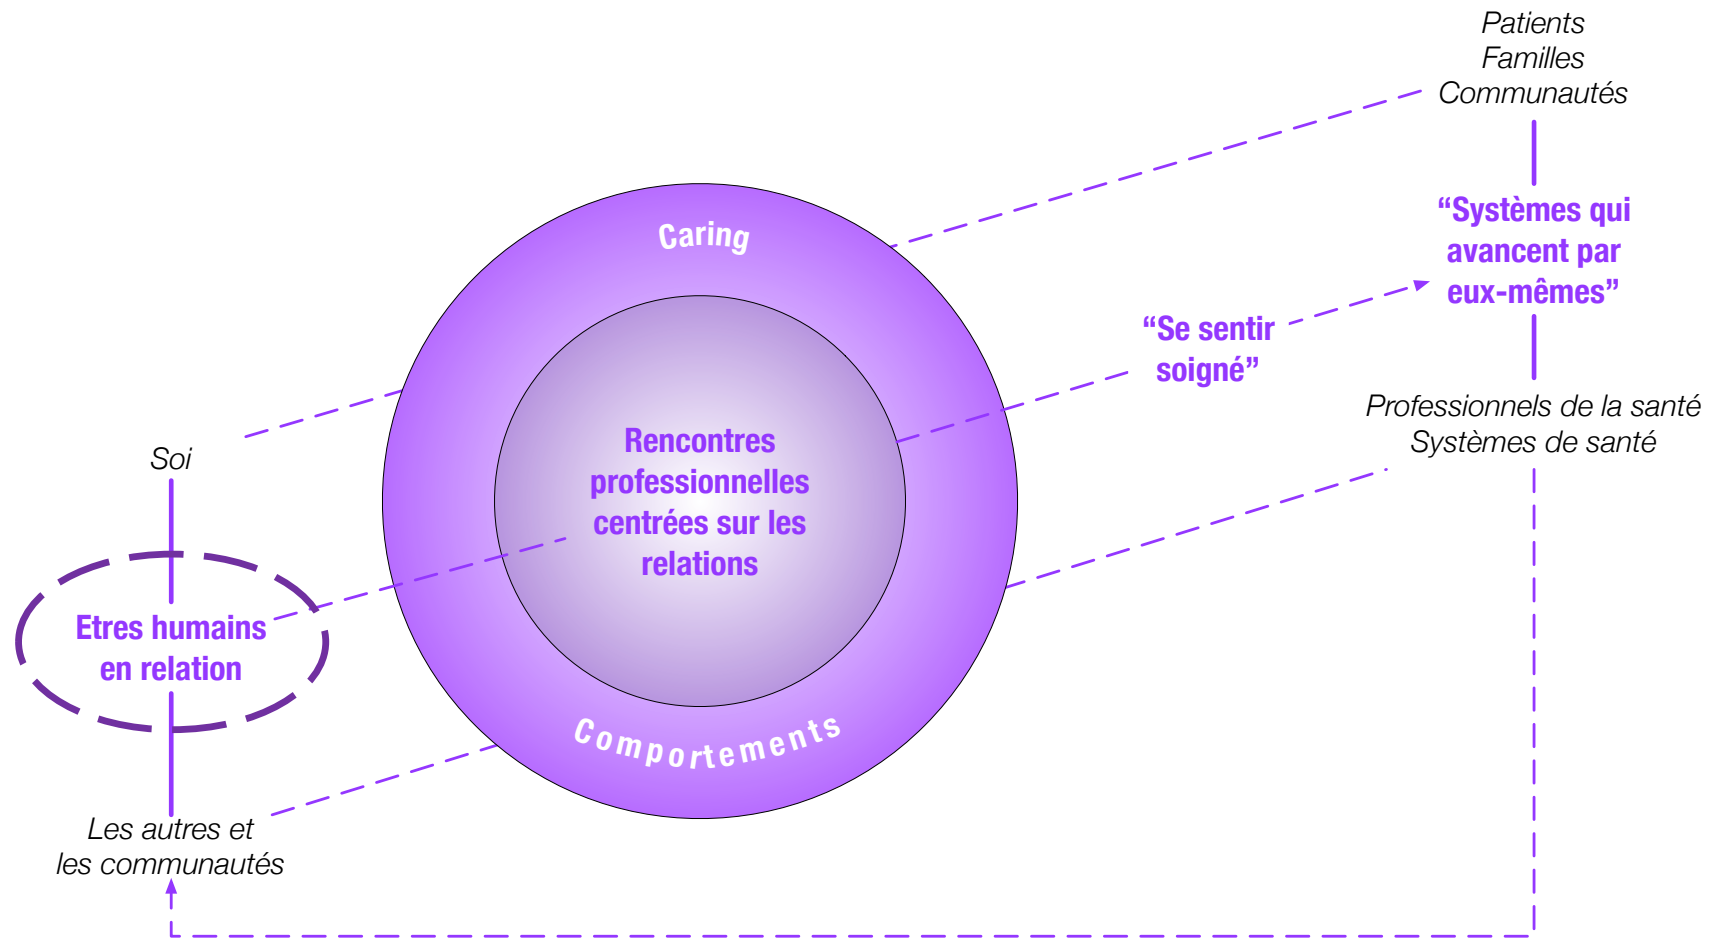 Patients
Familles
Communautés
“Systèmes qui
avancent par
eux-mêmes”
Caring
“Se sentir
soigné”
Professionnels de la santé
Systèmes de santé
Rencontres
professionnelles
centrées sur les
relations
Soi
Etres humains
en relation
Comportements
Les autres et
les communautés